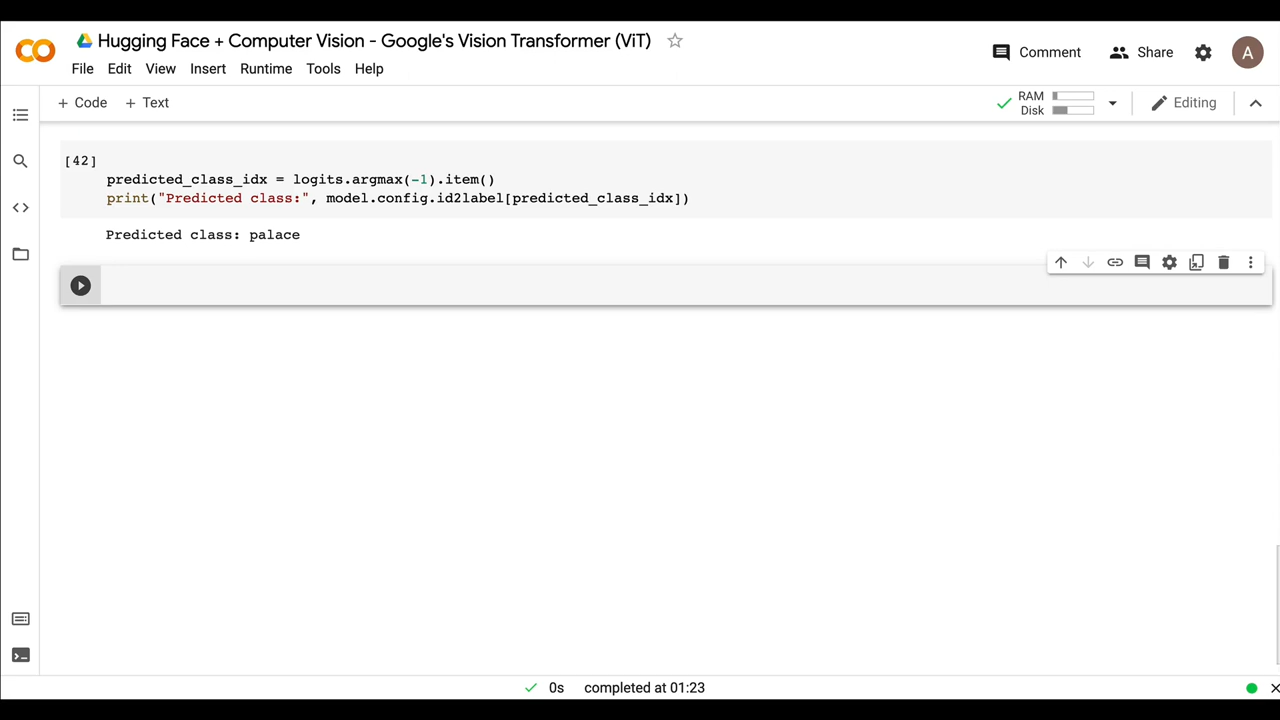 Hugging Face + Computer Vision - Google's Vision Transformer (ViT)
File Edit View Insert Runtime Tools Help
Comment Share A
+ Code + Text
RAM
Disk
Editing
[42]
predicted_class_idx = logits.argmax(-1).item()
print("Predicted class:", model.config.id2label[predicted_class_idx])
Predicted class: palace
0s completed at 01:23